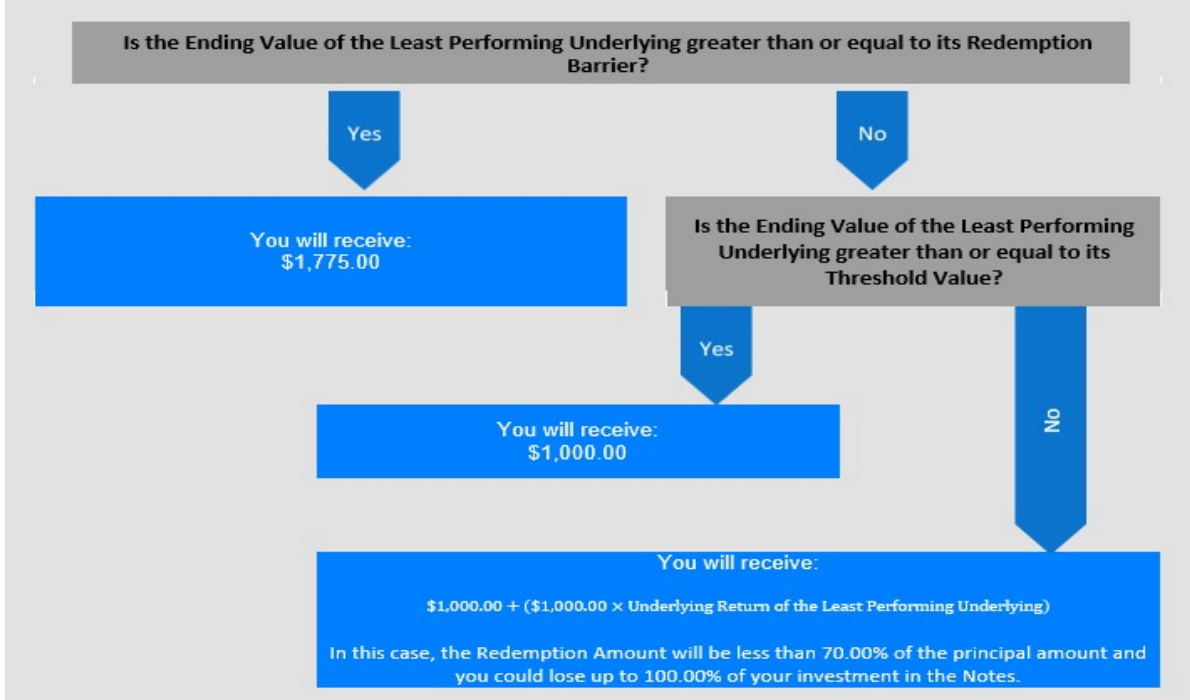 Is the Ending Value of the Least Performing Underlying greater than or equal to its Redemption
Barrier?
Yes
No
You will receive:
$1,775.00
Is the Ending Value of the Least Performing
Underlying greater than or equal to its
Threshold Value?
Yes
No
You will receive:
$1,000.00
You will receive:
$1,000.00 + ($1,000.00 × Underlying Return of the Least Performing Underlying)
In this case, the Redemption Amount will be less than 70.00% of the principal amount and
you could lose up to 100.00% of your investment in the Notes.